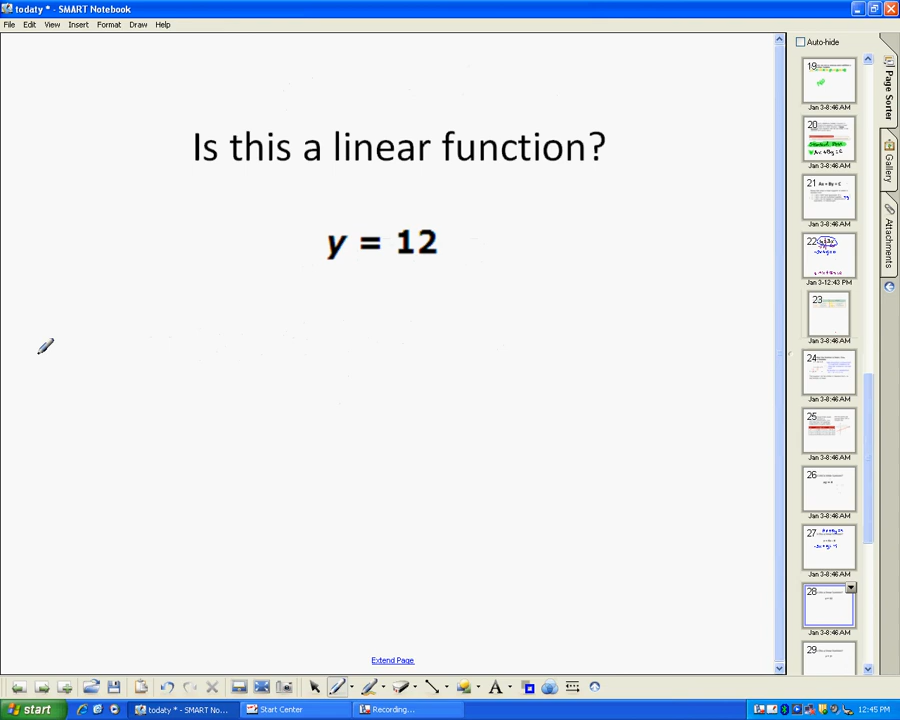 todaty * - SMART Notebook
File Edit View Insert Format Draw Help
Auto-hide
Is this a linear function?
y = 12
Extend Page
19
Jan 3-8:46 AM
20
Jan 3-8:46 AM
21
Ax + By = C
Jan 3-8:46 AM
22
Jan 3-12:43 PM
23
Jan 3-8:46 AM
24
Jan 3-8:46 AM
25
Jan 3-8:46 AM
26
Jan 3-8:46 AM
27
Jan 3-8:46 AM
28
Jan 3-8:46 AM
29
Page Sorter
Gallery
Attachments
start
todaty * - SMART No...
Start Center
Recording...
12:45 PM